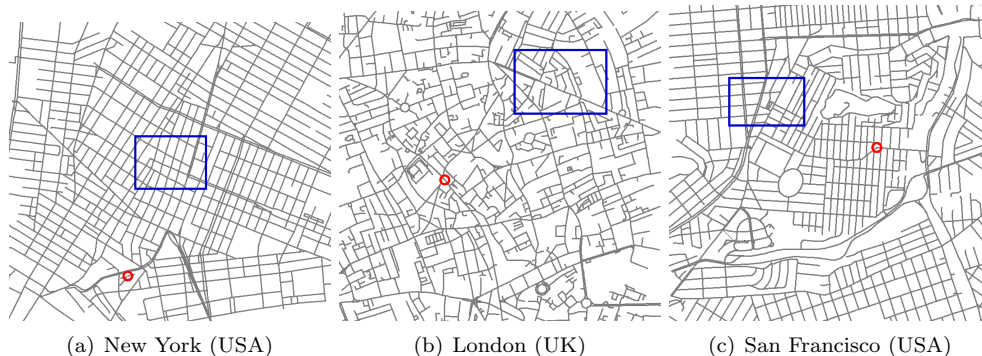 (a) New York (USA)
(b) London (UK)
(c) San Francisco (USA)